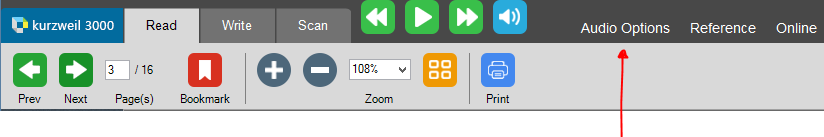 kurzweil 3000 Read Write Scan Audio Options Reference Online
3 / 16 108%
Prev Next Page(s) Bookmark Zoom Print